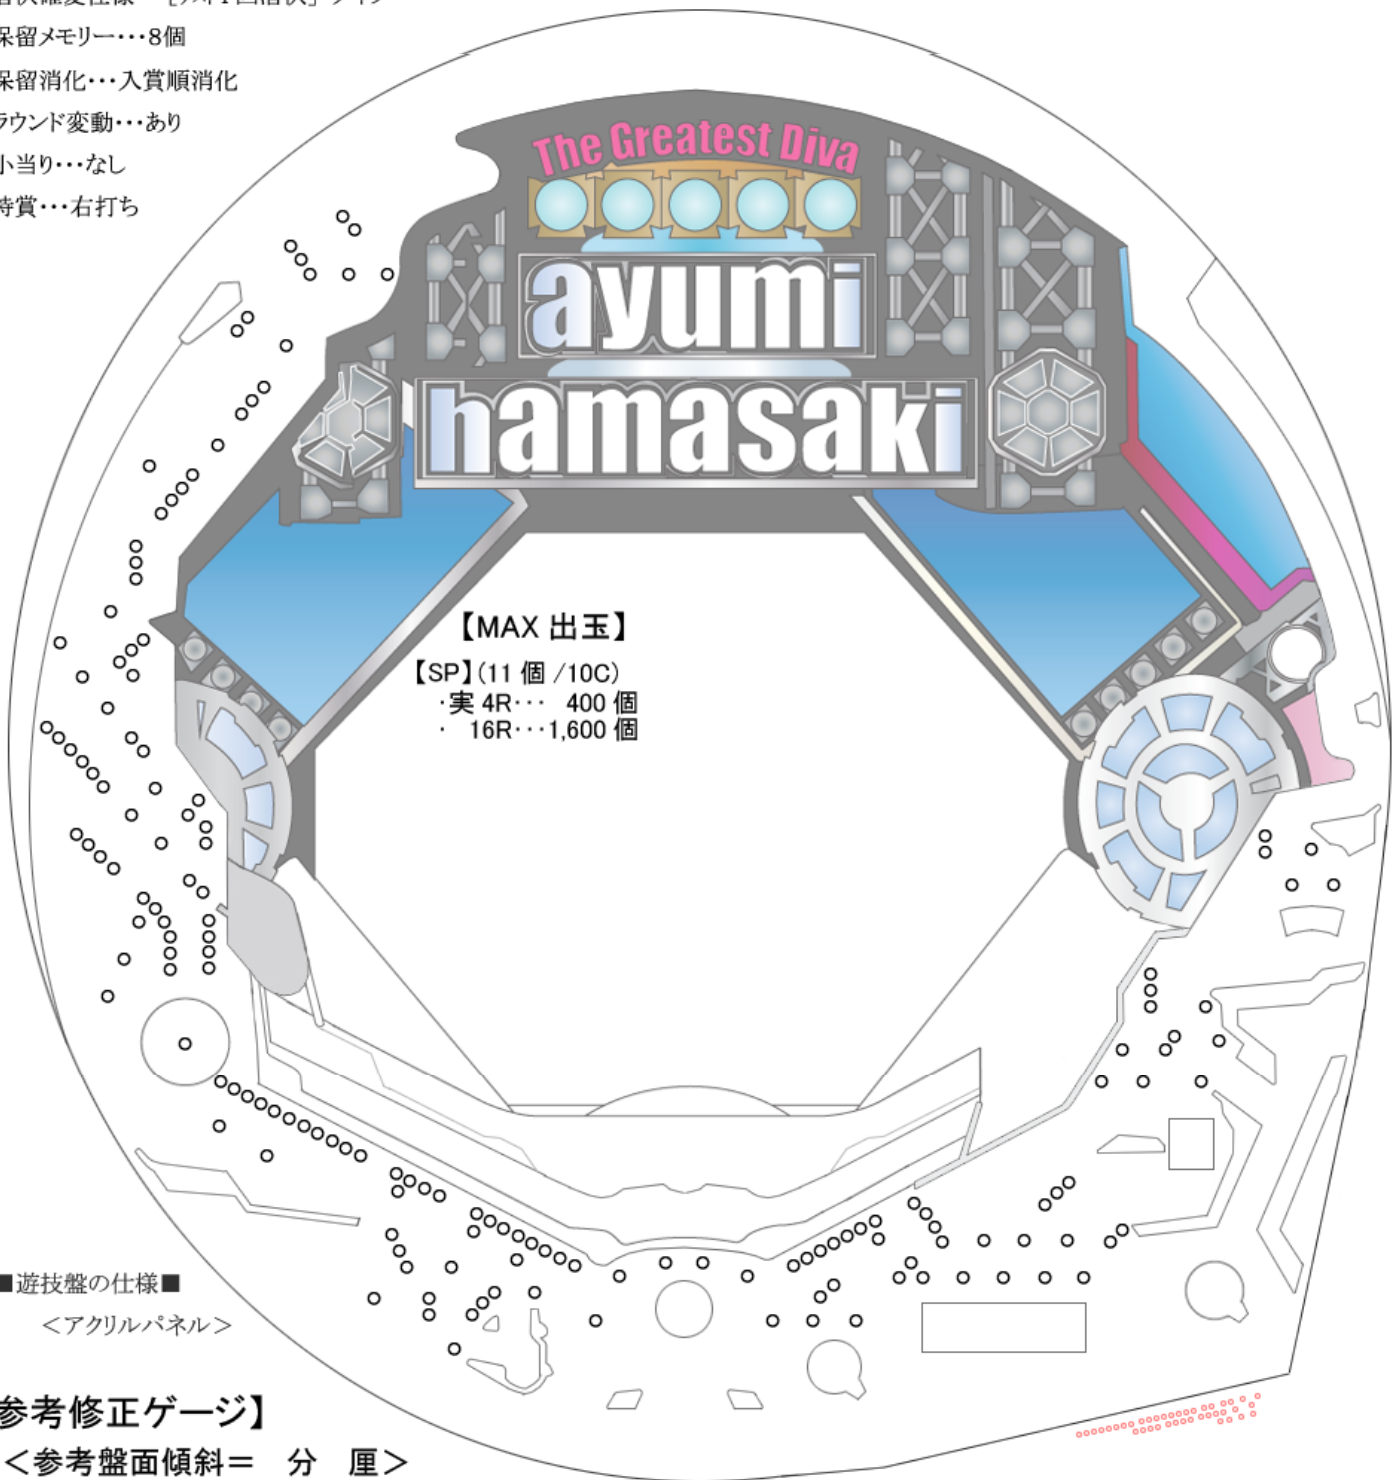 保留メモリー･･･8個
保留消化･･･入賞順消化
ラウンド変動･･･あり
小当り･･･なし
特賞･･･右打ち
The Greatest Diva
ayumi
hamasaki
【MAX 出玉】
【SP】(11 個 /10C)
･実 4R･･･ 400 個
･ 16R･･･1,600 個
■遊技盤の仕様■
＜アクリルパネル＞
参考修正ゲージ】
＜参考盤面傾斜＝ 分 厘＞